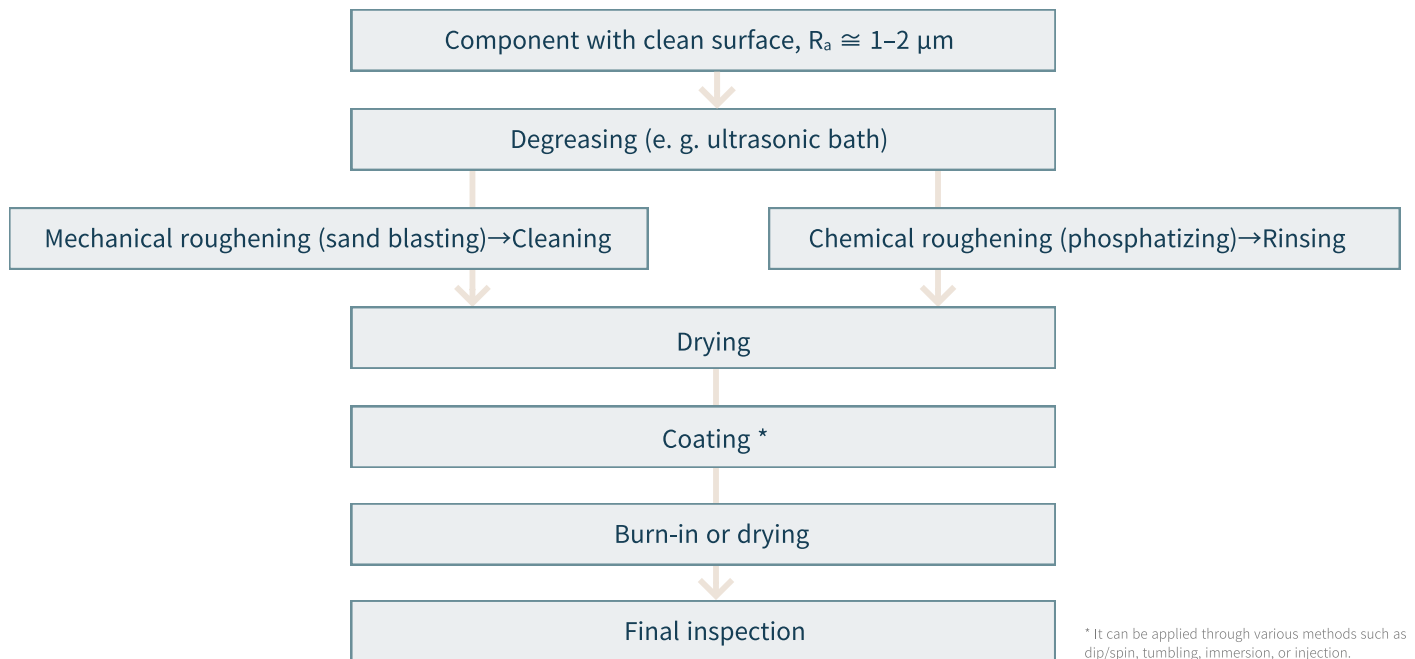 Component with clean surface, Rₐ ≅ 1–2 µm
Degreasing (e. g. ultrasonic bath)
Mechanical roughening (sand blasting)→Cleaning
Chemical roughening (phosphatizing)→Rinsing
Drying
Coating *
Burn-in or drying
Final inspection
* It can be applied through various methods such as
dip/spin, tumbling, immersion, or injection.